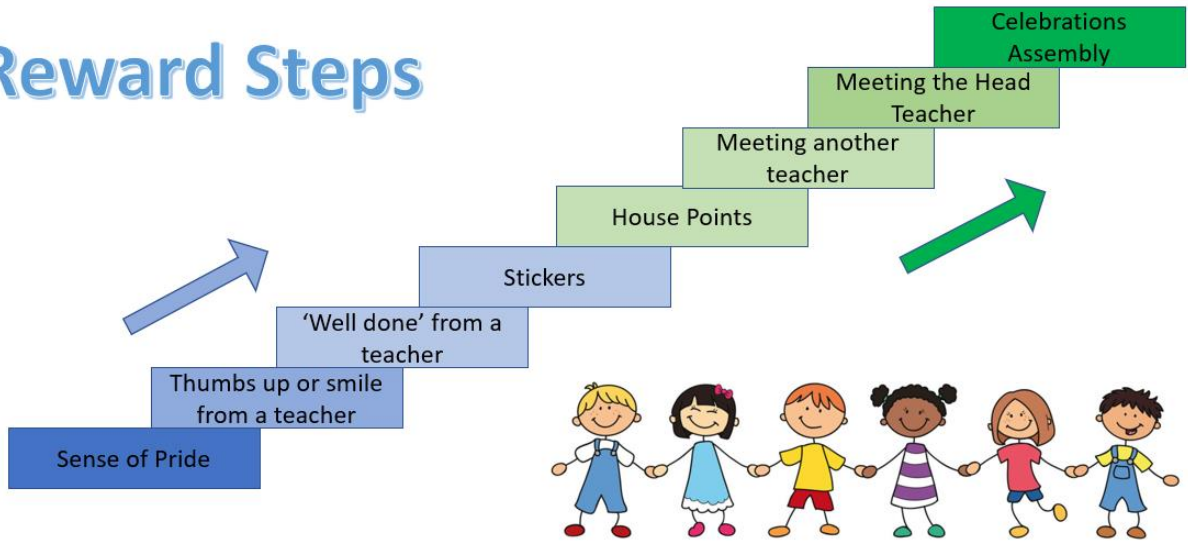 Reward Steps
Celebrations
Assembly
Meeting the Head
Teacher
Meeting another
teacher
House Points
Stickers
‘Well done’ from a
teacher
Thumbs up or smile
from a teacher
Sense of Pride